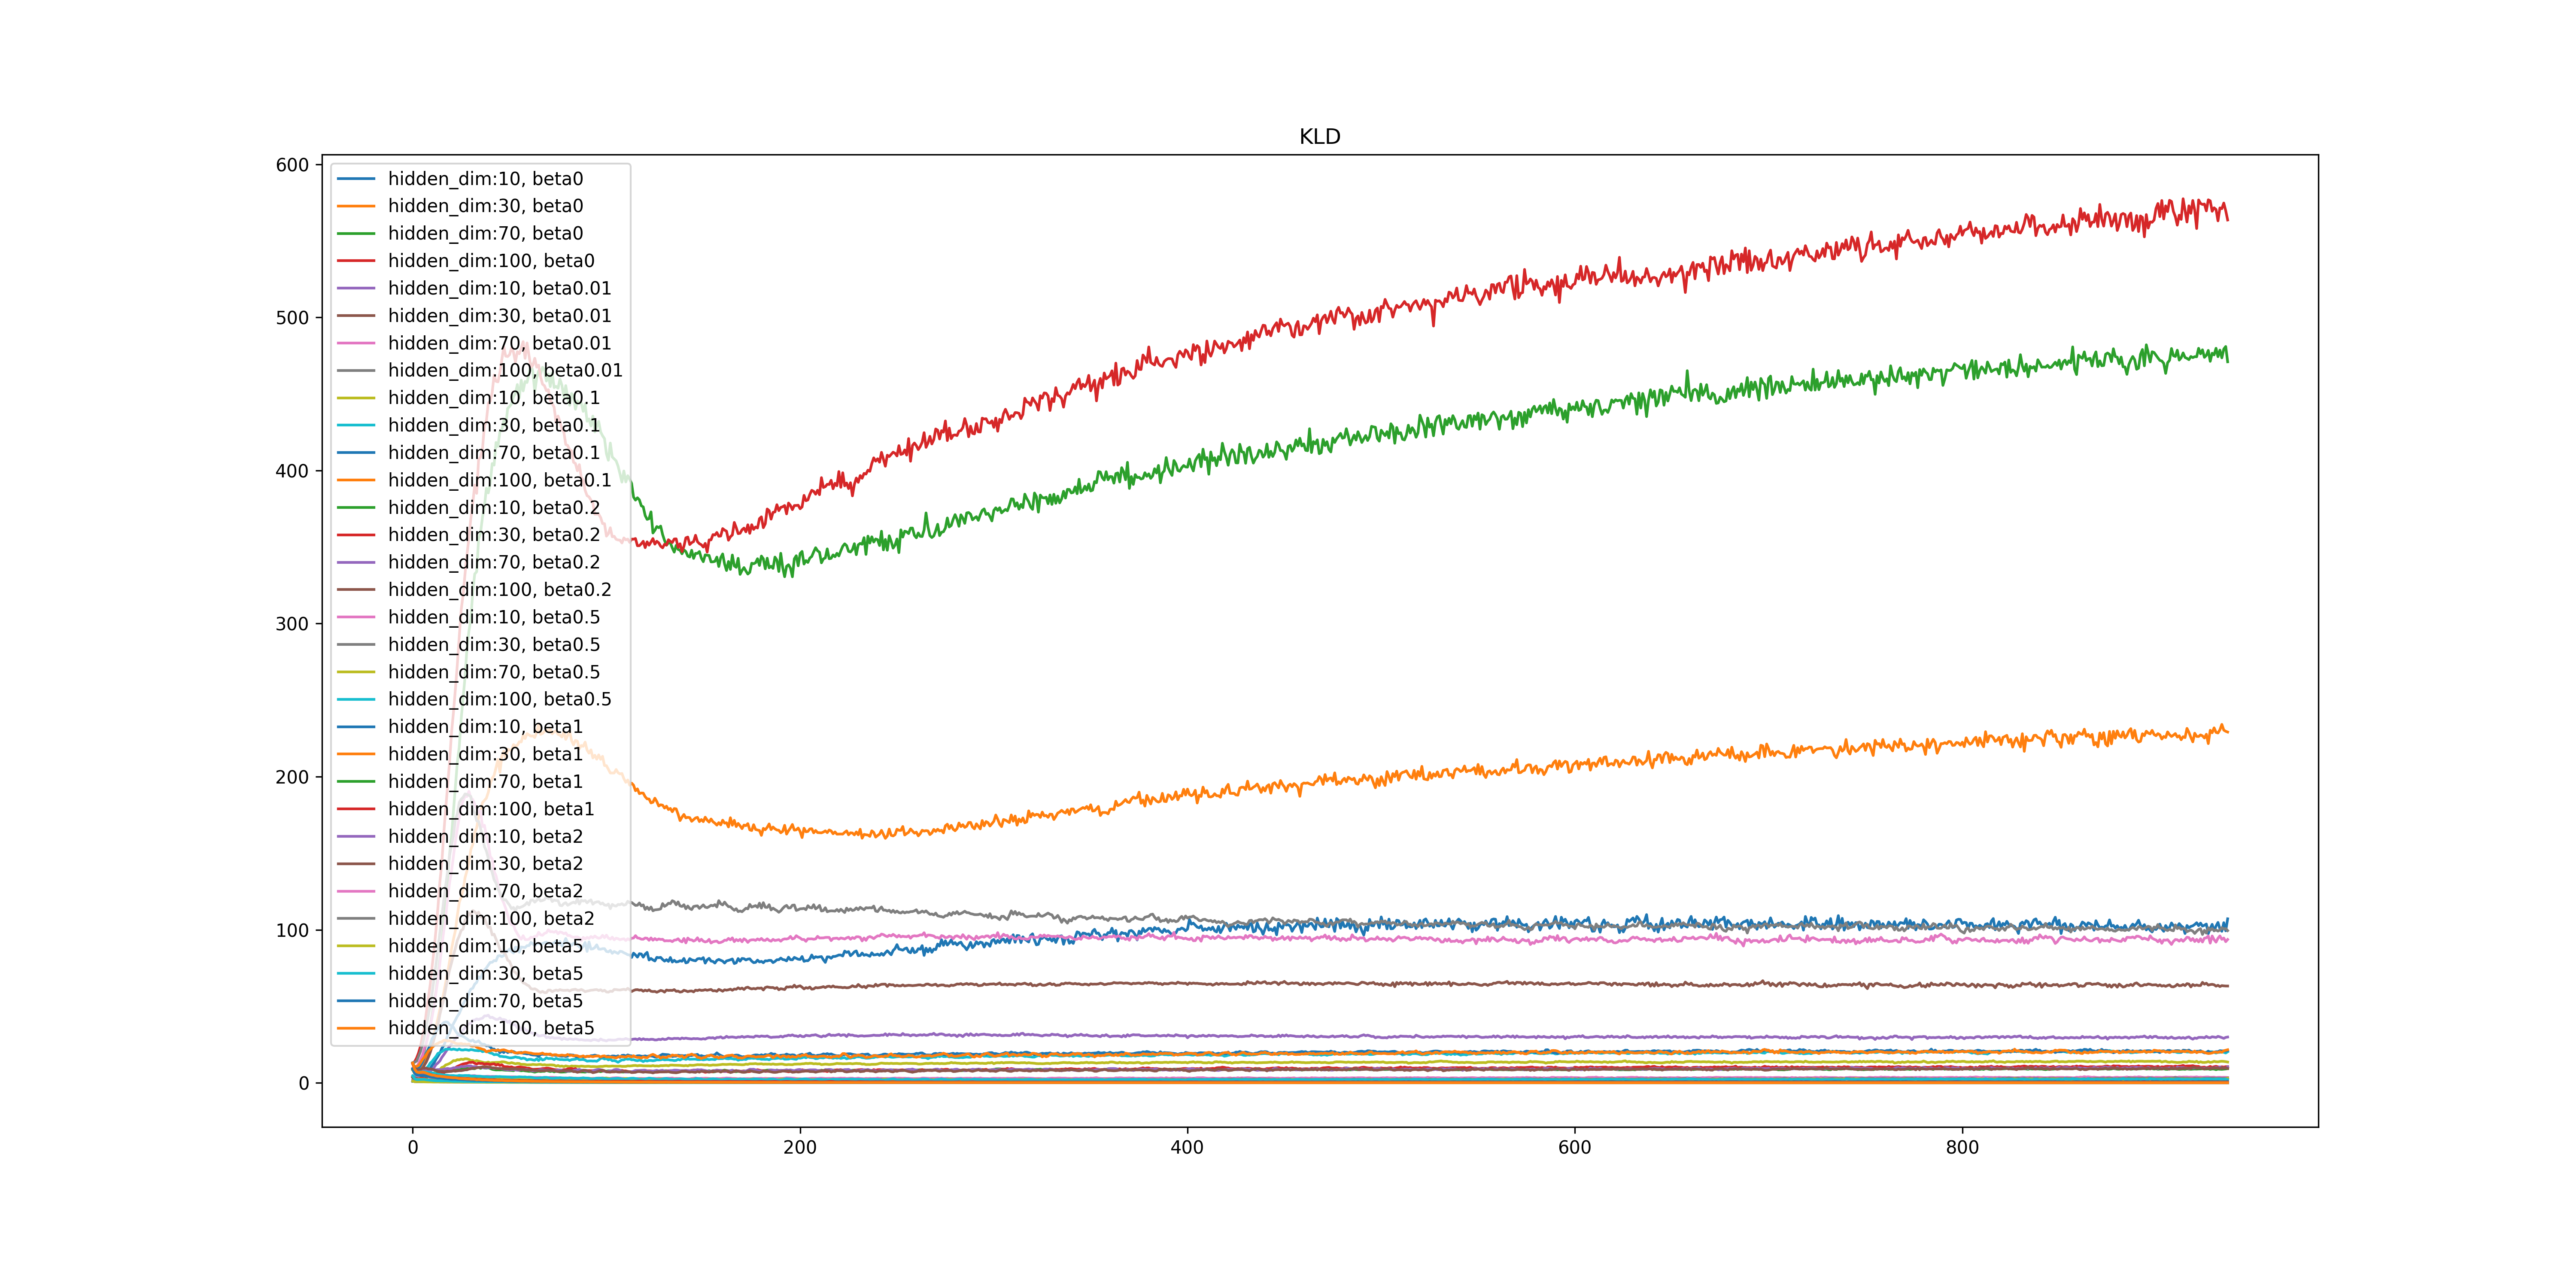 KLD
600
500
400
300
200
100
0
hidden_dim:10, beta0
hidden_dim:30, beta0
hidden_dim:70, beta0
hidden_dim:100, beta0
hidden_dim:10, beta0.01
hidden_dim:30, beta0.01
hidden_dim:70, beta0.01
hidden_dim:100, beta0.01
hidden_dim:10, beta0.1
hidden_dim:30, beta0.1
hidden_dim:70, beta0.1
hidden_dim:100, beta0.1
hidden_dim:10, beta0.2
hidden_dim:30, beta0.2
hidden_dim:70, beta0.2
hidden_dim:100, beta0.2
hidden_dim:10, beta0.5
hidden_dim:30, beta0.5
hidden_dim:70, beta0.5
hidden_dim:100, beta0.5
hidden_dim:10, beta1
hidden_dim:30, beta1
hidden_dim:70, beta1
hidden_dim:100, beta1
hidden_dim:10, beta2
hidden_dim:30, beta2
hidden_dim:70, beta2
hidden_dim:100, beta2
hidden_dim:10, beta5
hidden_dim:30, beta5
hidden_dim:70, beta5
hidden_dim:100, beta5
0 200 400 600 800